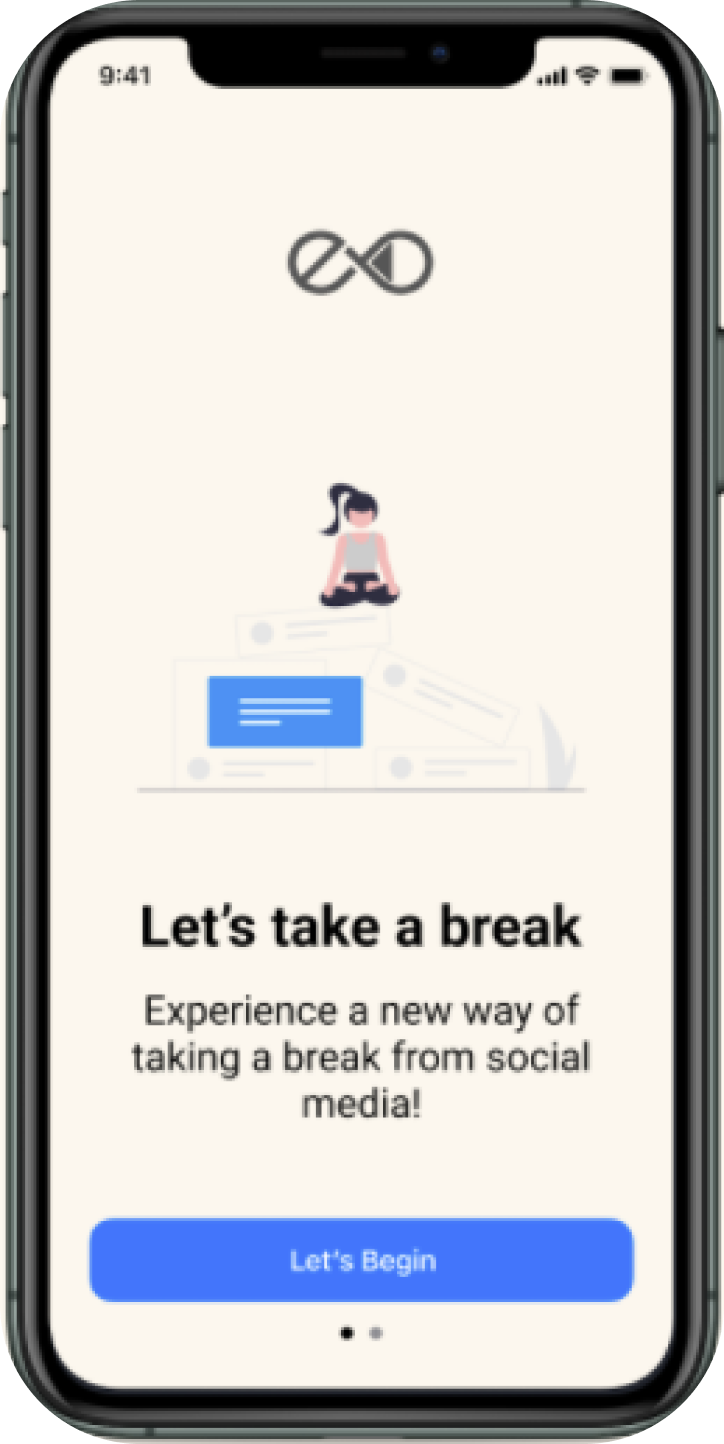 9:41
Let's take a break
Experience a new way of
taking a break from social
media!
Let's Begin